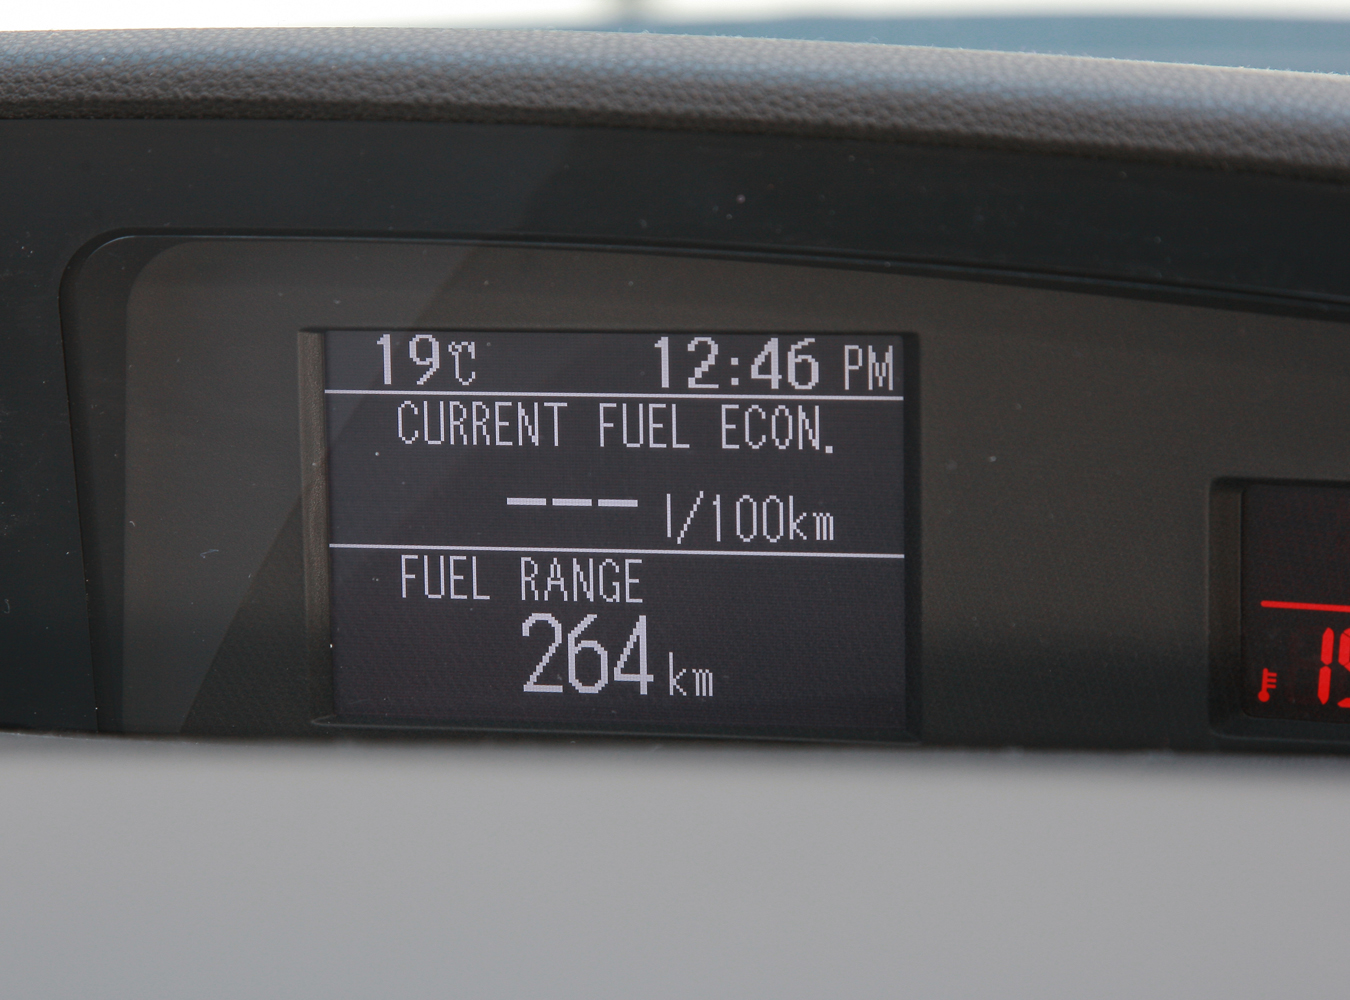 19℃ 12:46 PM
CURRENT FUEL ECON.
--- l/100km
FUEL RANGE
264 km